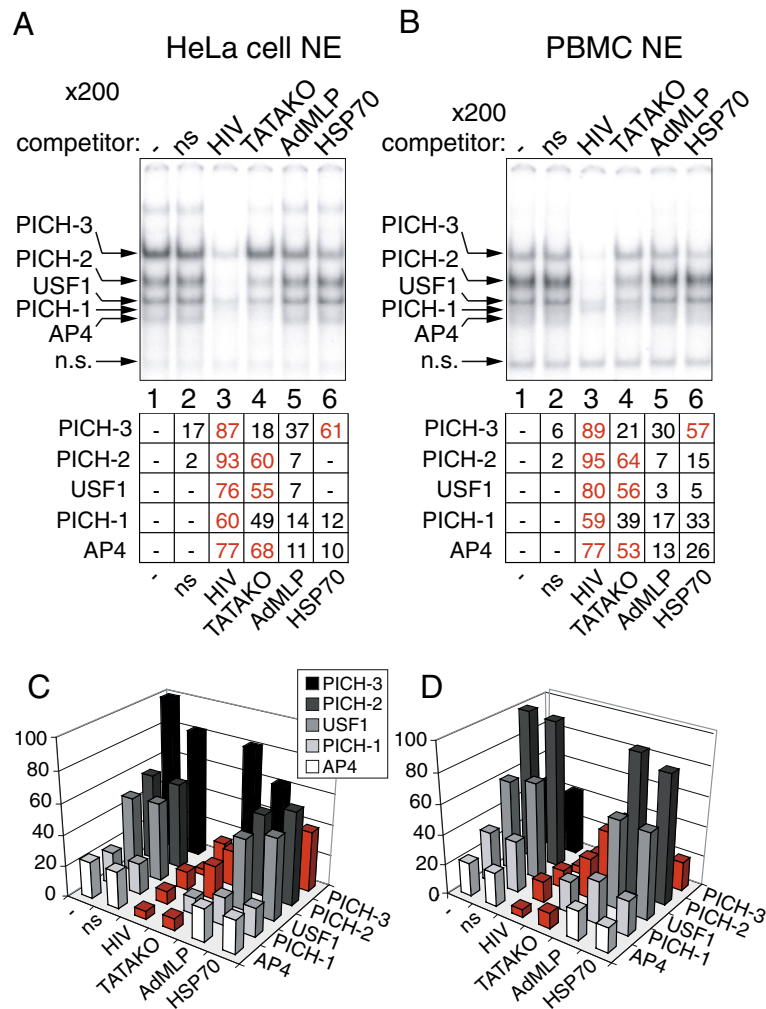 A
HeLa cell NE
x200
competitor:
- ns HIV TATAKO AdMLP HSP70
PICH-3
PICH-2
USF1
PICH-1
AP4
n.s.
1 2 3 4 5 6
PICH-3 - 17 87 18 37 61
PICH-2 - 2 93 60 7 -
USF1 - - 76 55 7 -
PICH-1 - - 60 49 14 12
AP4 - - 77 68 11 10
- ns HIV TATAKO AdMLP HSP70
B
PBMC NE
x200
competitor:
- ns HIV TATAKO AdMLP HSP70
PICH-3
PICH-2
USF1
PICH-1
AP4
n.s.
1 2 3 4 5 6
PICH-3 - 6 89 21 30 57
PICH-2 - 2 95 64 7 15
USF1 - - 80 56 3 5
PICH-1 - - 59 39 17 33
AP4 - - 77 53 13 26
- ns HIV TATAKO AdMLP HSP70
C
PICH-3
PICH-2
USF1
PICH-1
AP4
100
80
60
40
20
0
- ns HIV TATAKO AdMLP HSP70
PICH-3
PICH-2
USF1
PICH-1
AP4
D
100
80
60
40
20
0
- ns HIV TATAKO AdMLP HSP70
PICH-3
PICH-2
USF1
PICH-1
AP4